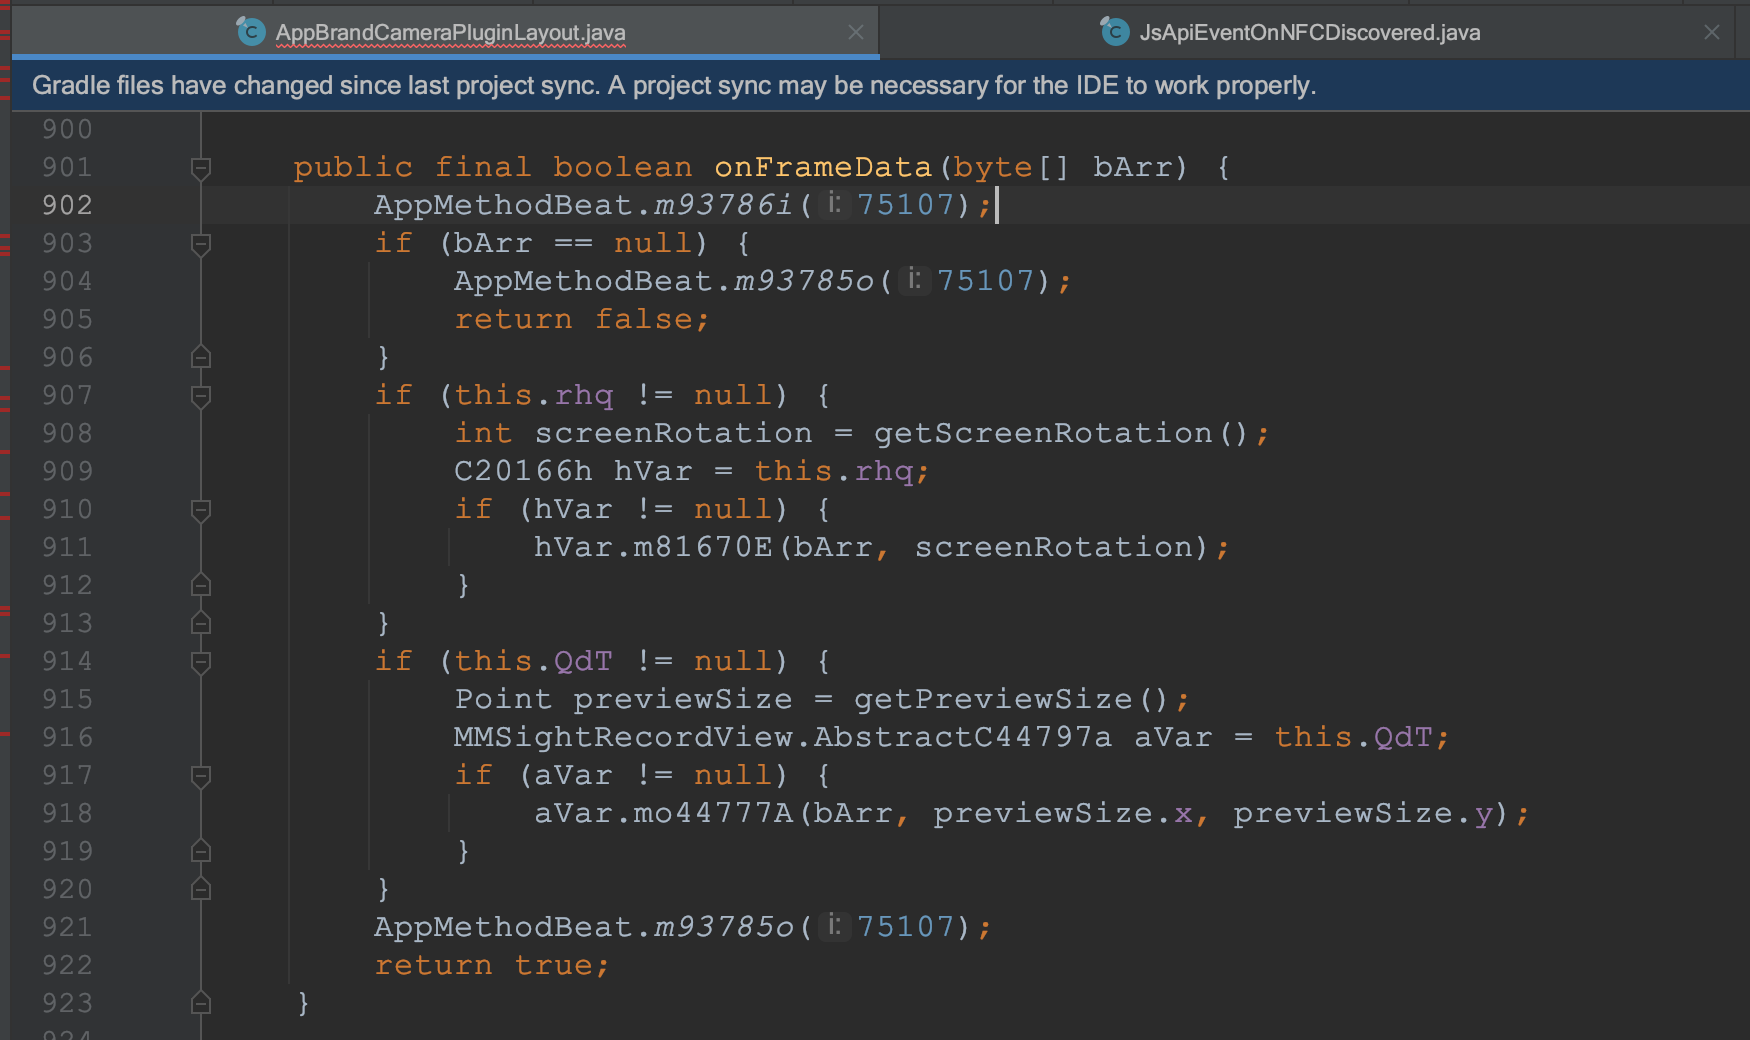 AppBrandCameraPluginLayout.java
JsApiEventOnNFCDiscovered.java
Gradle files have changed since last project sync. A project sync may be necessary for the IDE to work properly.
900
901 public final boolean onFrameData(byte[] bArr) {
902 AppMethodBeat.m93786i( i: 75107);
903 if (bArr == null) {
904 AppMethodBeat.m93785o( i: 75107);
905 return false;
906 }
907 if (this.rhq != null) {
908 int screenRotation = getScreenRotation();
909 C20166h hVar = this.rhq;
910 if (hVar != null) {
911 hVar.m81670E(bArr, screenRotation);
912 }
913 }
914 if (this.QdT != null) {
915 Point previewSize = getPreviewSize();
916 MMSightRecordView.AbstractC44797a aVar = this.QdT;
917 if (aVar != null) {
918 aVar.mo44777A(bArr, previewSize.x, previewSize.y);
919 }
920 }
921 AppMethodBeat.m93785o( i: 75107);
922 return true;
923 }
924